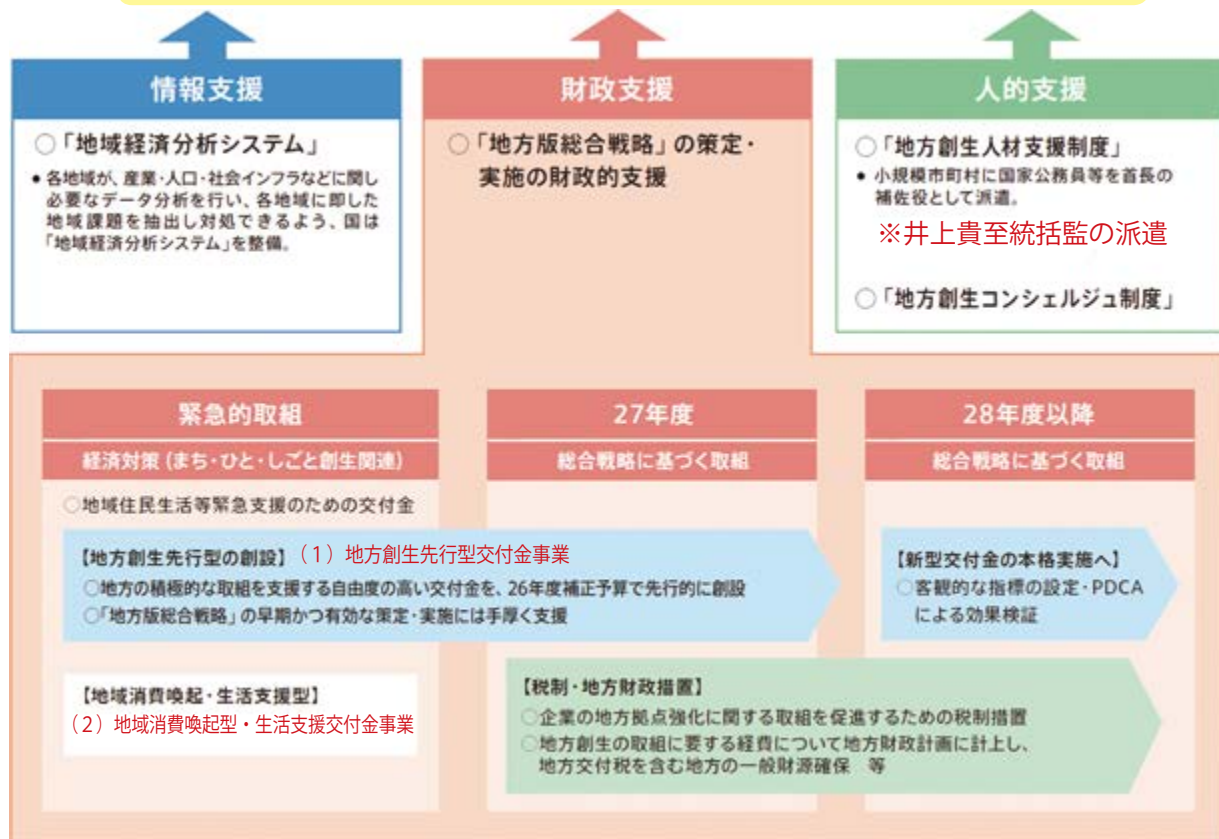 情報支援
○「地域経済分析システム」
• 各地域が、産業・人口・社会インフラなどに関し
必要なデータ分析を行い、各地域に即した
地域課題を抽出し対処できるよう、国は
「地域経済分析システム」を整備。
財政支援
○「地方版総合戦略」の策定・
実施の財政的支援
人的支援
○「地方創生人材支援制度」
• 小規模市町村に国家公務員等を首長の
補佐役として派遣。
※井上貴至統括監の派遣
○「地方創生コンシェルジュ制度」
緊急的取組
経済対策(まち・ひと・しごと創生関連)
○地域住民生活等緊急支援のための交付金
27年度
総合戦略に基づく取組
28年度以降
総合戦略に基づく取組
【地方創生先行型の創設】(1)地方創生先行型交付金事業
○地方の積極的な取組を支援する自由度の高い交付金を、26年度補正予算で先行的に創設
○「地方版総合戦略」の早期かつ有効な策定・実施には手厚く支援
【新型交付金の本格実施へ】
○客観的な指標の設定・PDCA
による効果検証
【地域消費喚起・生活支援型】
(2)地域消費喚起型・生活支援交付金事業
【税制・地方財政措置】
○企業の地方拠点強化に関する取組を促進するための税制措置
○地方創生の取組に要する経費について地方財政計画に計上し、
地方交付税を含む地方の一般財源確保 等